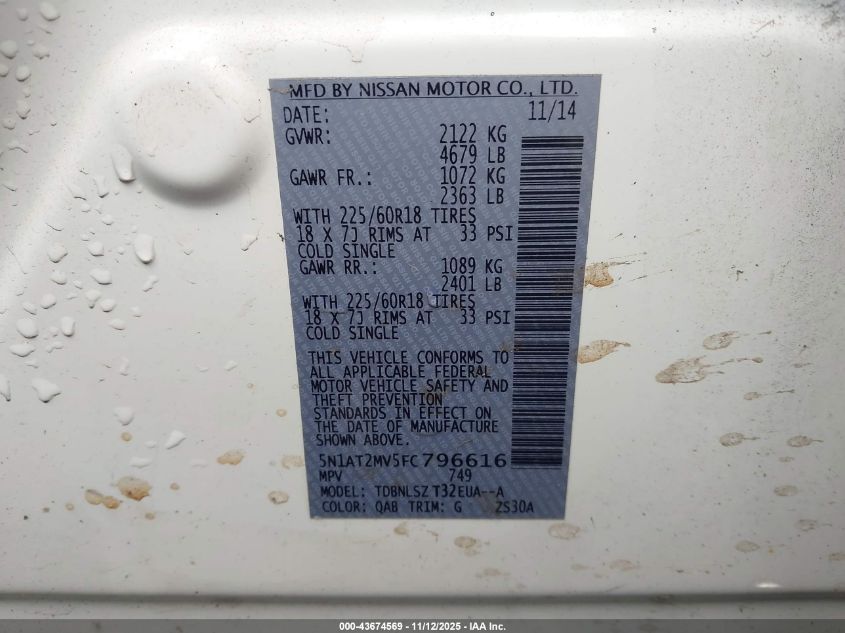 MFD BY NISSAN MOTOR CO., LTD.
DATE: 11/14
GVWR: 2122 KG
4679 LB
GAWR FR.: 1072 KG
2363 LB
WITH 225/60R18 TIRES
18 X 7J RIMS AT 33 PSI
COLD SINGLE
GAWR RR.: 1089 KG
2401 LB
WITH 225/60R18 TIRES
18 X 7J RIMS AT 33 PSI
COLD SINGLE
THIS VEHICLE CONFORMS TO
ALL APPLICABLE FEDERAL
MOTOR VEHICLE SAFETY AND
THEFT PREVENTION
STANDARDS IN EFFECT ON
THE DATE OF MANUFACTURE
SHOWN ABOVE.
5N1AT2MV5FC796616
MPV 749
MODEL: TDBNLSZ T32EUA--A
COLOR: QAB TRIM: G ZS30A
000-43674569 - 11/12/2025 - IAA Inc.